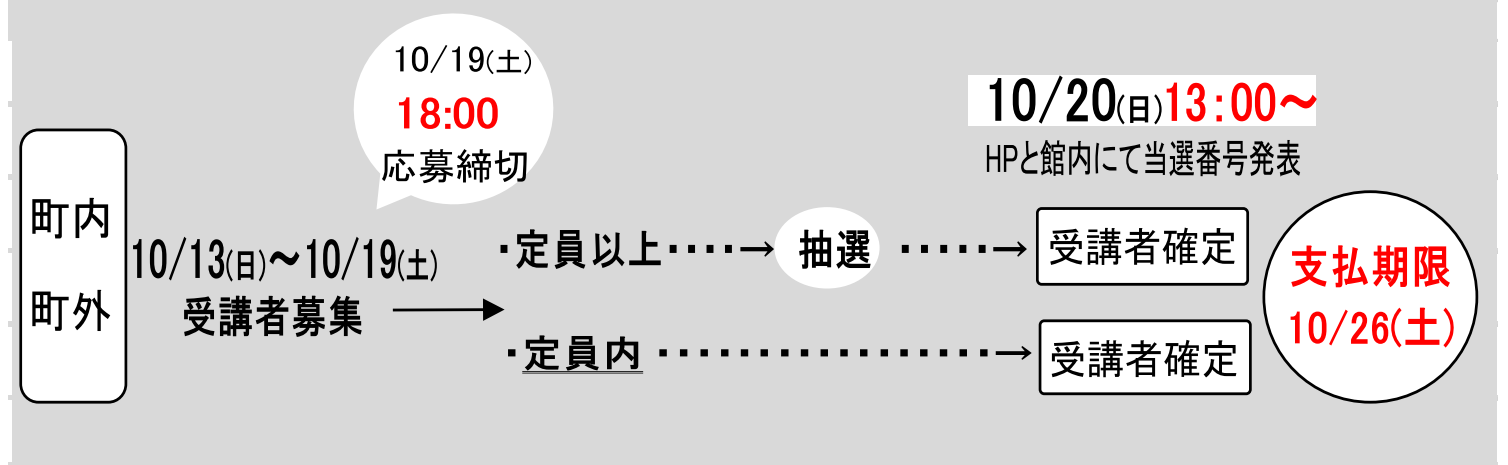 町内
町外
10/19(土)
18:00
応募締切
10/13(日)～10/19(土)
受講者募集
・定員以上････→
抽選
･････→
受講者確定
・定員内 ･････････････････→
受講者確定
10/20(日)13:00～
HPと館内にて当選番号発表
支払期限
10/26(土)